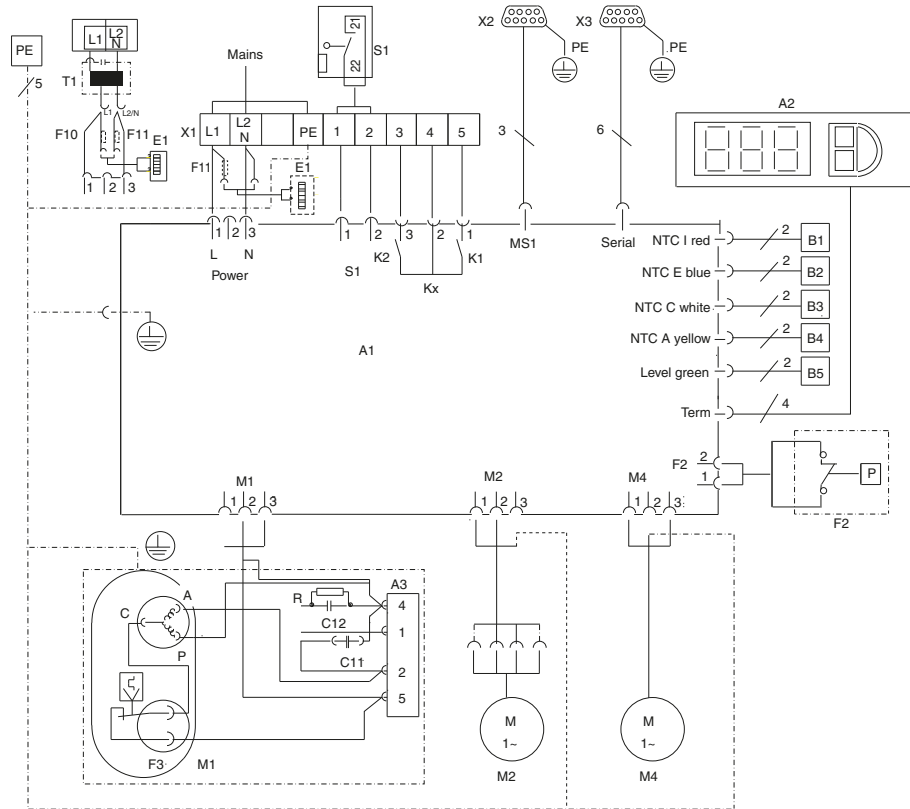 X2
X3
L1
L2
N
21
22
S1
PE
PE
PE
Mains
5
T1
A2
L1
L2/N
F10
F11
E1
X1
L1
L2
N
PE
1
2
3
4
5
3
6
1
2
3
F11
E1
1
2
3
1
2
3
2
1
MS1
Serial
L
N
S1
K2
K1
Power
Kx
NTC I red
2
B1
NTC E blue
2
B2
NTC C white
2
B3
NTC A yellow
2
B4
Level green
2
B5
Term
4
A1
F2
2
1
P
F2
M1
1
2
3
M2
1
2
3
M4
1
2
3
A3
R
4
C
A
C12
1
P
C11
2
5
F3
M1
M
1~
M2
M
1~
M4